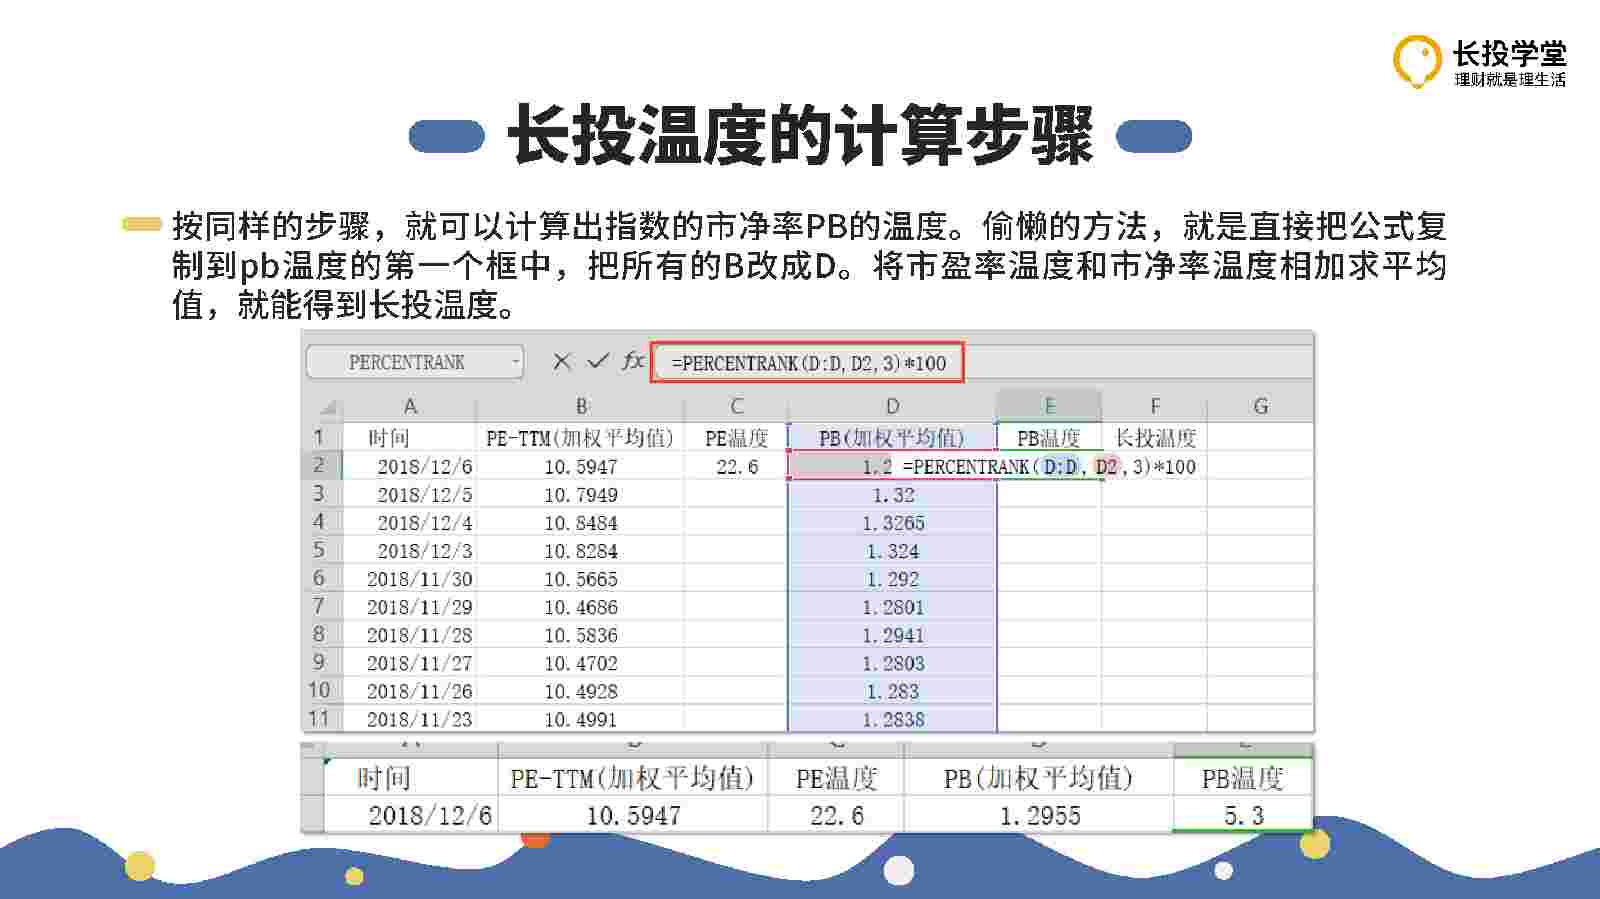 长投学堂
理财就是理生活
长投温度的计算步骤
按同样的步骤，就可以计算出指数的市净率PB的温度。偷懒的方法，就是直接把公式复
制到pb温度的第一个框中，把所有的B改成D。将市盈率温度和市净率温度相加求平均
值，就能得到长投温度。
PERCENTRANK fx =PERCENTRANK(D:D,D2,3)*100
A B C D E F G
1 时间 PE-TTM(加权平均值) PE温度 PB(加权平均值) PB温度 长投温度
2 2018/12/6 10.5947 22.6 1.2 =PERCENTRANK(D:D,D2,3)*100
3 2018/12/5 10.7949 1.32
4 2018/12/4 10.8484 1.3265
5 2018/12/3 10.8284 1.324
6 2018/11/30 10.5665 1.292
7 2018/11/29 10.4686 1.2801
8 2018/11/28 10.5836 1.2941
9 2018/11/27 10.4702 1.2803
10 2018/11/26 10.4928 1.283
11 2018/11/23 10.4991 1.2838
时间 PE-TTM(加权平均值) PE温度 PB(加权平均值) PB温度
2018/12/6 10.5947 22.6 1.2955 5.3